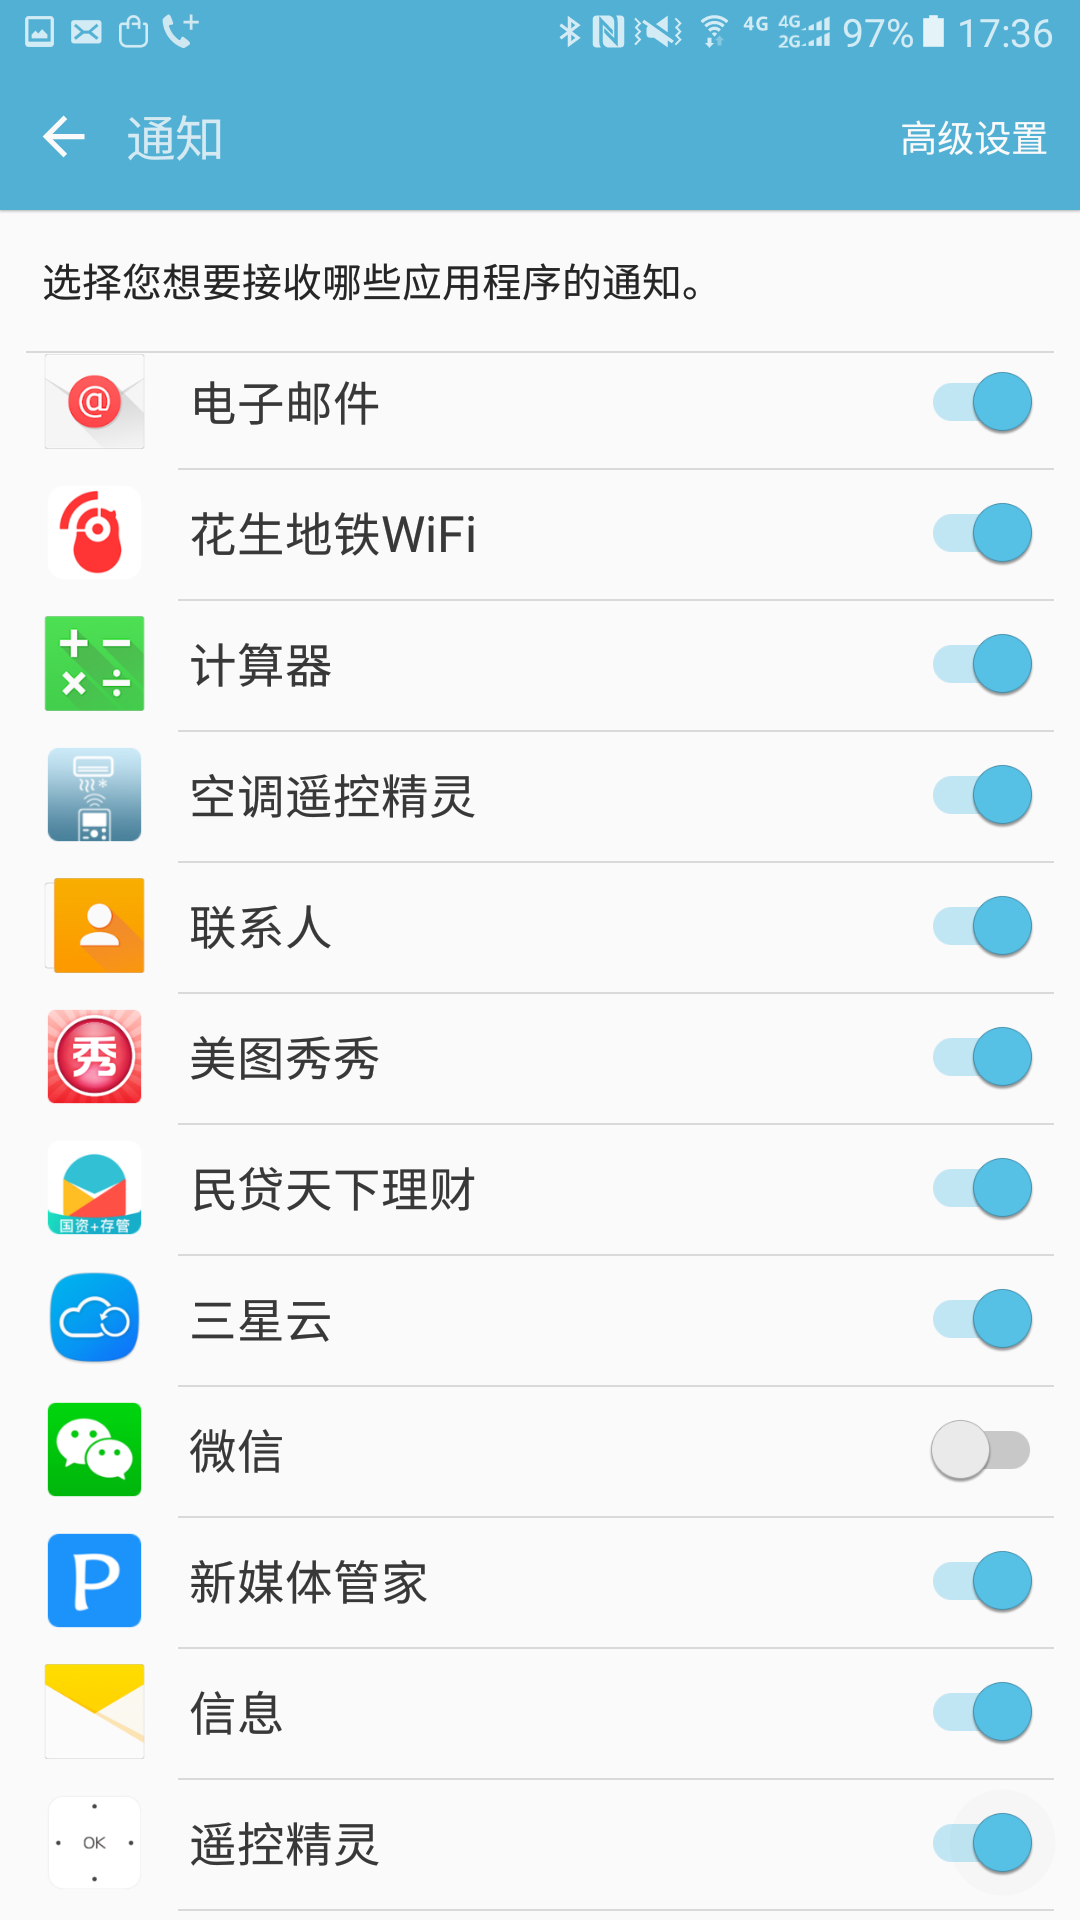 4G 4G 2G 97% 17:36
通知 高级设置
选择您想要接收哪些应用程序的通知。
@ 电子邮件
花生地铁WiFi
计算器
空调遥控精灵
联系人
秀 美图秀秀
民贷天下理财
国资+存管
三星云
微信
P 新媒体管家
信息
OK 遥控精灵